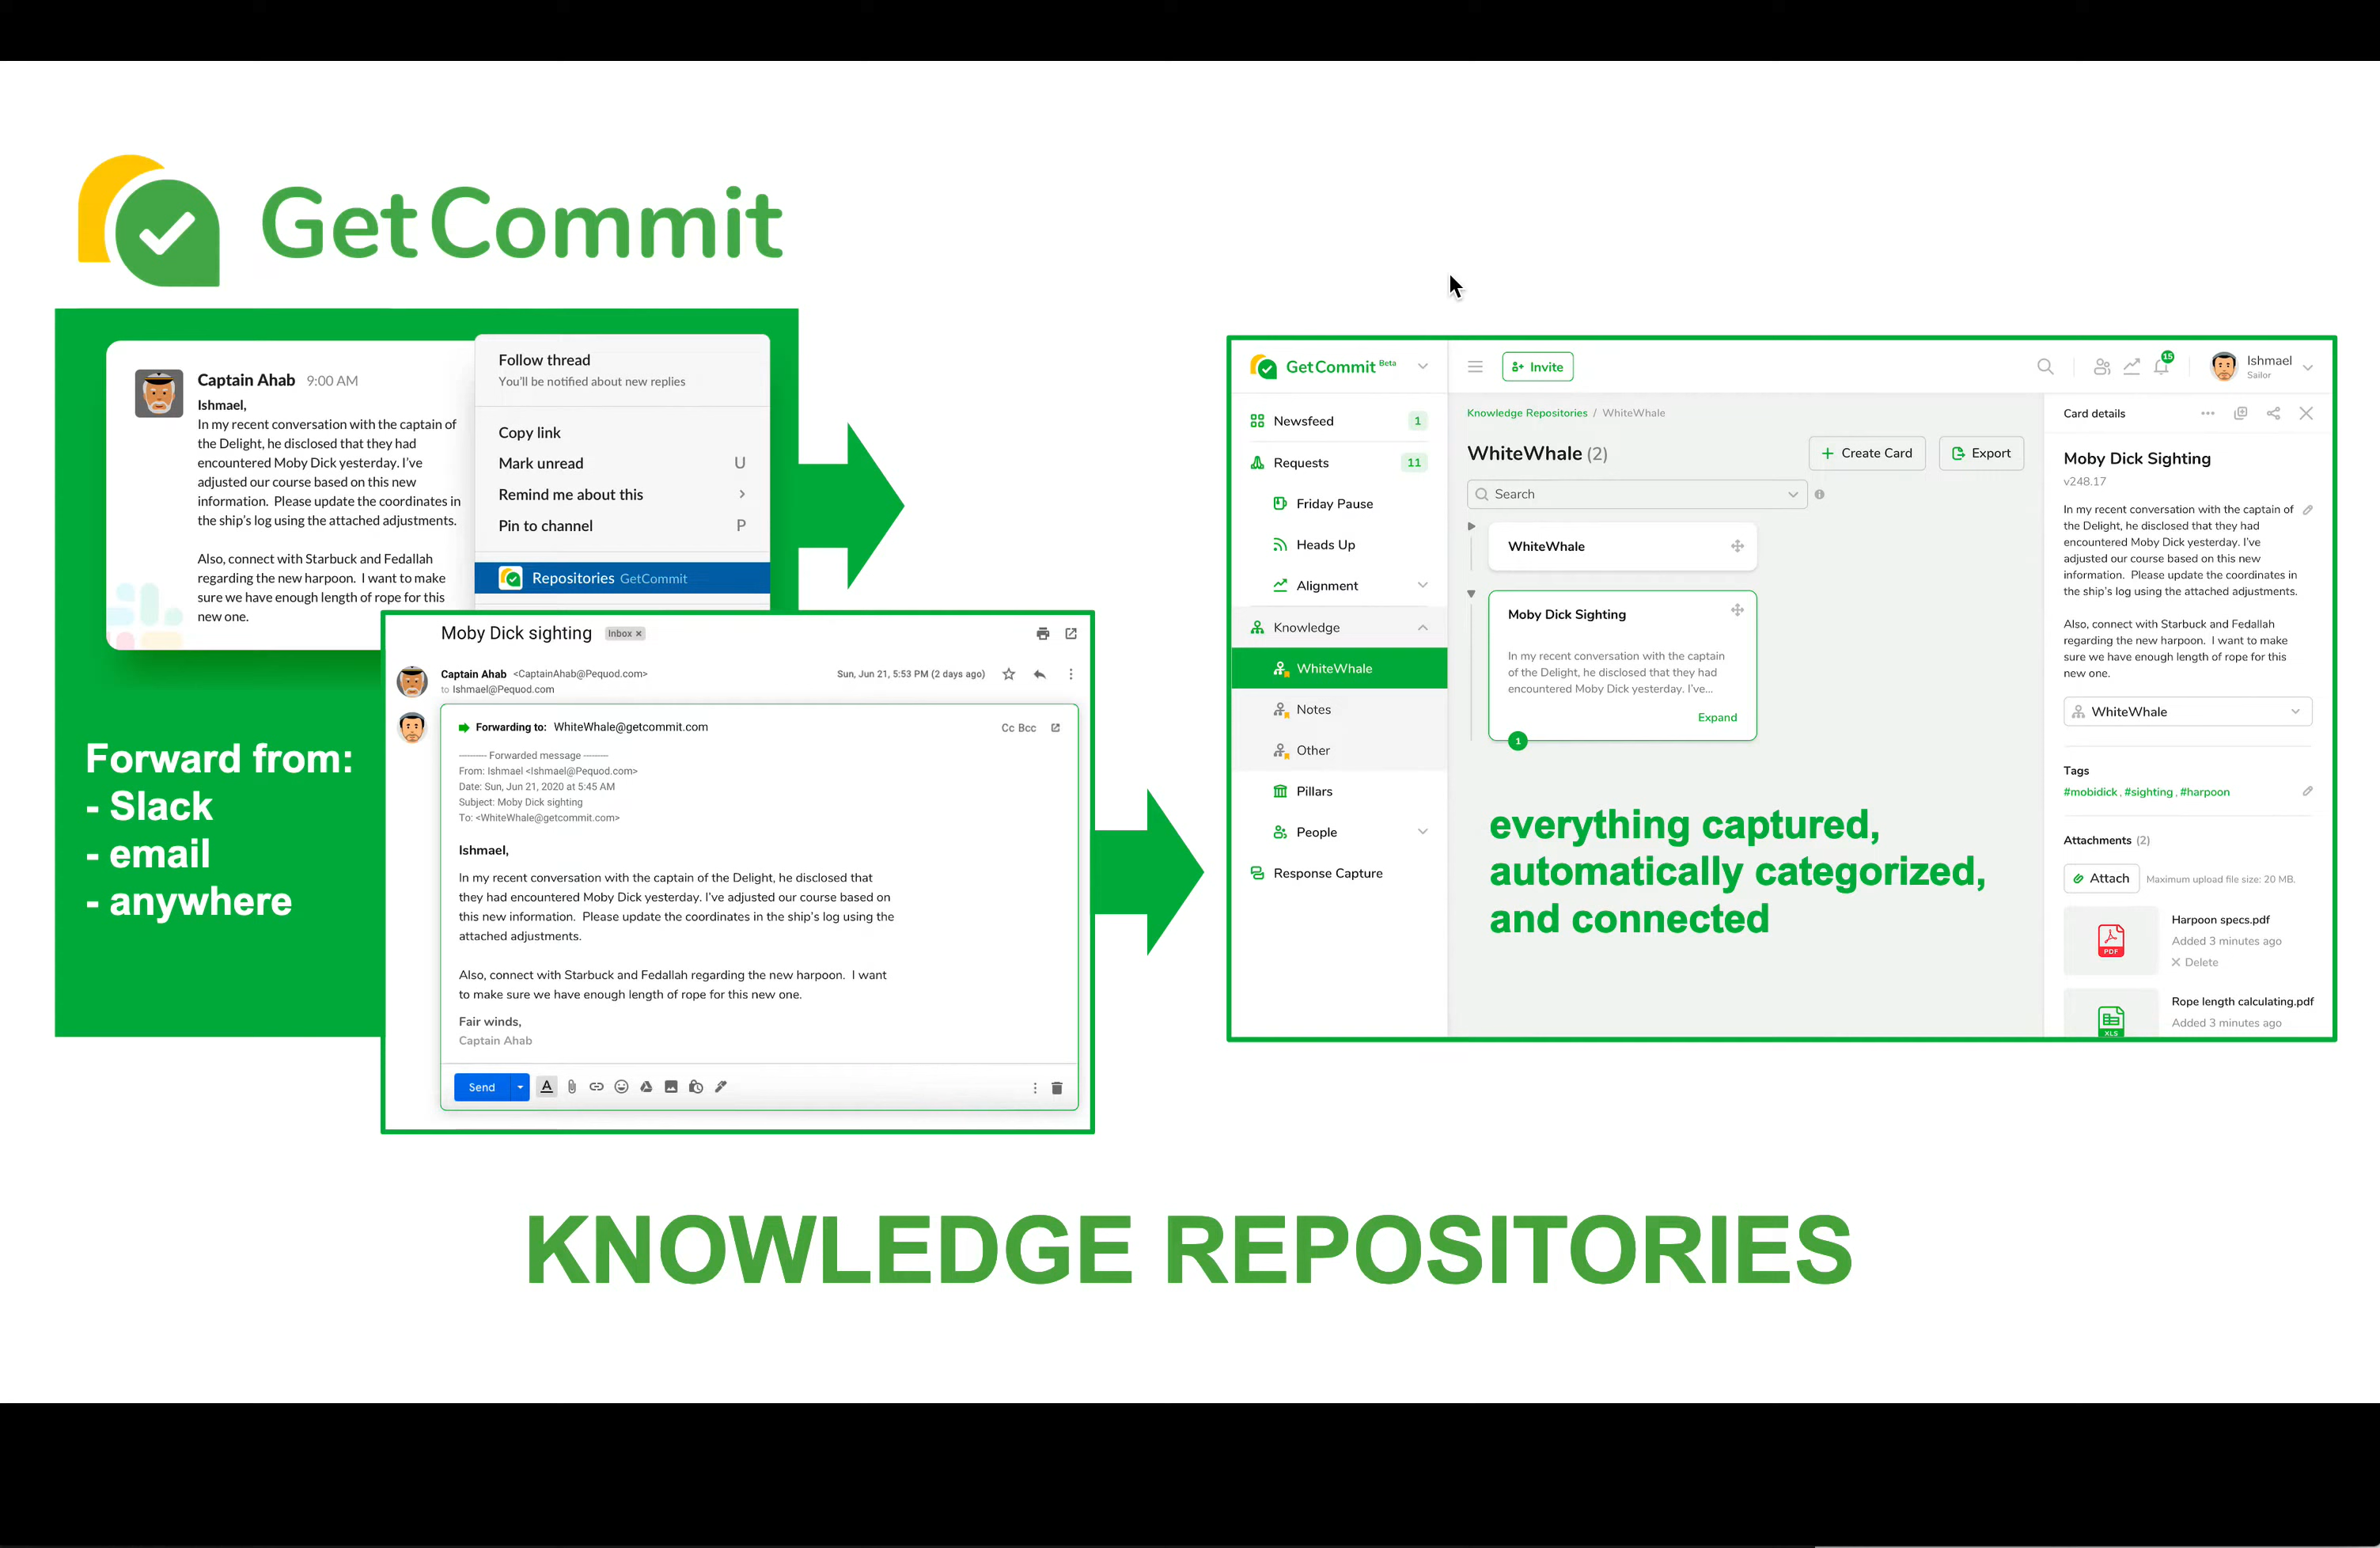 GetCommit
Captain Ahab 9:00 AM
Ishmael,
In my recent conversation with the captain of
the Delight, he disclosed that they had
encountered Moby Dick yesterday. I've
adjusted our course based on this new
information.  Please update the coordinates in
the ship's log using the attached adjustments.
Also, connect with Starbuck and Fedallah
regarding the new harpoon.  I want to make
sure we have enough length of rope for this
new one.
Follow thread
You'll be notified about new replies
Copy link
Mark unread U
Remind me about this
Pin to channel P
Repositories GetCommit
Forward from:
- Slack
- email
- anywhere
Moby Dick sighting Inbox ×
Captain Ahab <CaptainAhab@Pequod.com> Sun, Jun 21, 5:53 PM (2 days ago)
to Ishmael@Pequod.com
Forwarding to: WhiteWhale@getcommit.com Cc Bcc
--------- Forwarded message ---------
From: Ishmael <Ishmael@Pequod.com>
Date: Sun, Jun 21, 2020 at 5:45 AM
Subject: Moby Dick sighting
To: <WhiteWhale@getcommit.com>
Ishmael,
In my recent conversation with the captain of the Delight, he disclosed that
they had encountered Moby Dick yesterday. I've adjusted our course based on
this new information.  Please update the coordinates in the ship's log using the
attached adjustments.
Also, connect with Starbuck and Fedallah regarding the new harpoon.  I want
to make sure we have enough length of rope for this new one.
Fair winds,
Captain Ahab
Send A
GetCommit Beta
Newsfeed 1
Requests 11
Friday Pause
Heads Up
Alignment
Knowledge
WhiteWhale
Notes
Other
Pillars
People
Response Capture
Invite
15
Ishmael
Sailor
Knowledge Repositories / WhiteWhale
WhiteWhale (2)
Create Card
Export
Search
WhiteWhale
Moby Dick Sighting
In my recent conversation with the captain
of the Delight, he disclosed that they had
encountered Moby Dick yesterday. I've...
Expand
1
everything captured,
automatically categorized,
and connected
Card details
Moby Dick Sighting
v248.17
In my recent conversation with the captain of
the Delight, he disclosed that they had
encountered Moby Dick yesterday. I've
adjusted our course based on this new
information.  Please update the coordinates in
the ship's log using the attached adjustments.
Also, connect with Starbuck and Fedallah
regarding the new harpoon.  I want to make
sure we have enough length of rope for this
new one.
WhiteWhale
Tags
#mobidick , #sighting , #harpoon
Attachments (2)
Attach Maximum upload file size: 20 MB.
PDF
Harpoon specs.pdf
Added 3 minutes ago
Delete
XLS
Rope length calculating.pdf
Added 3 minutes ago
KNOWLEDGE REPOSITORIES